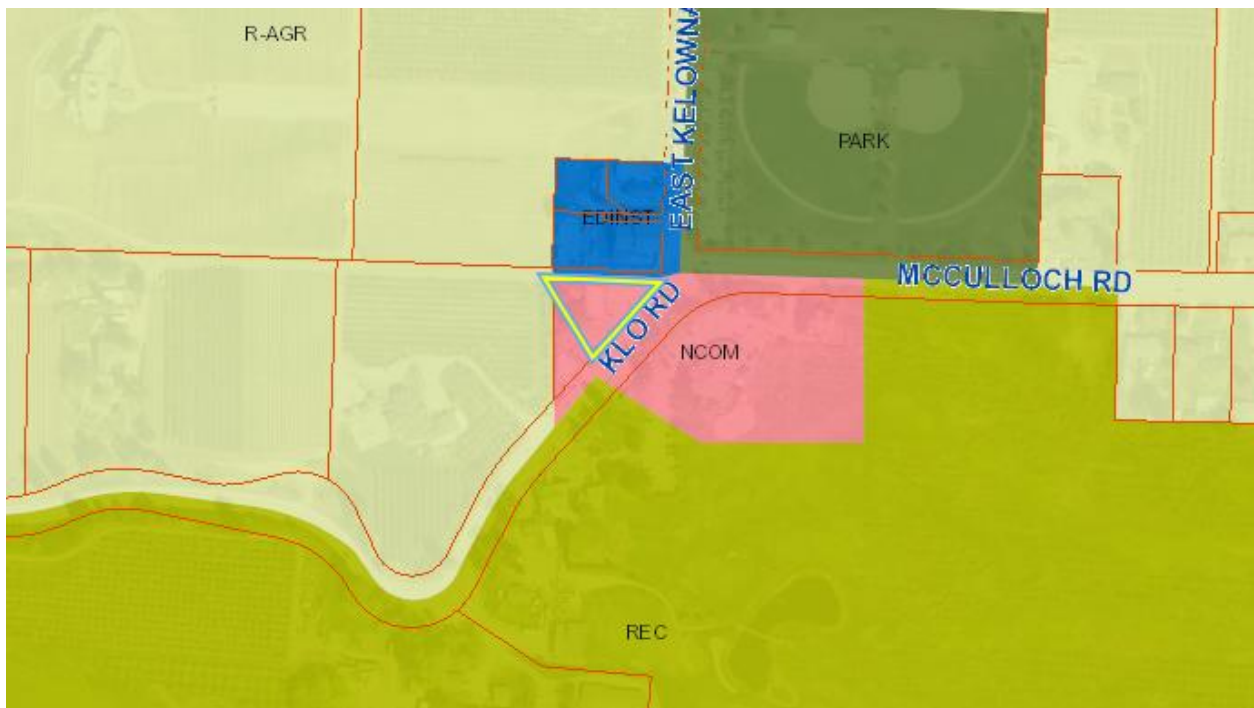 R-AGR
EAST KELOWNA
PARK
EDINST
MCCULLOCH RD
KLO RD
NCOM
REC